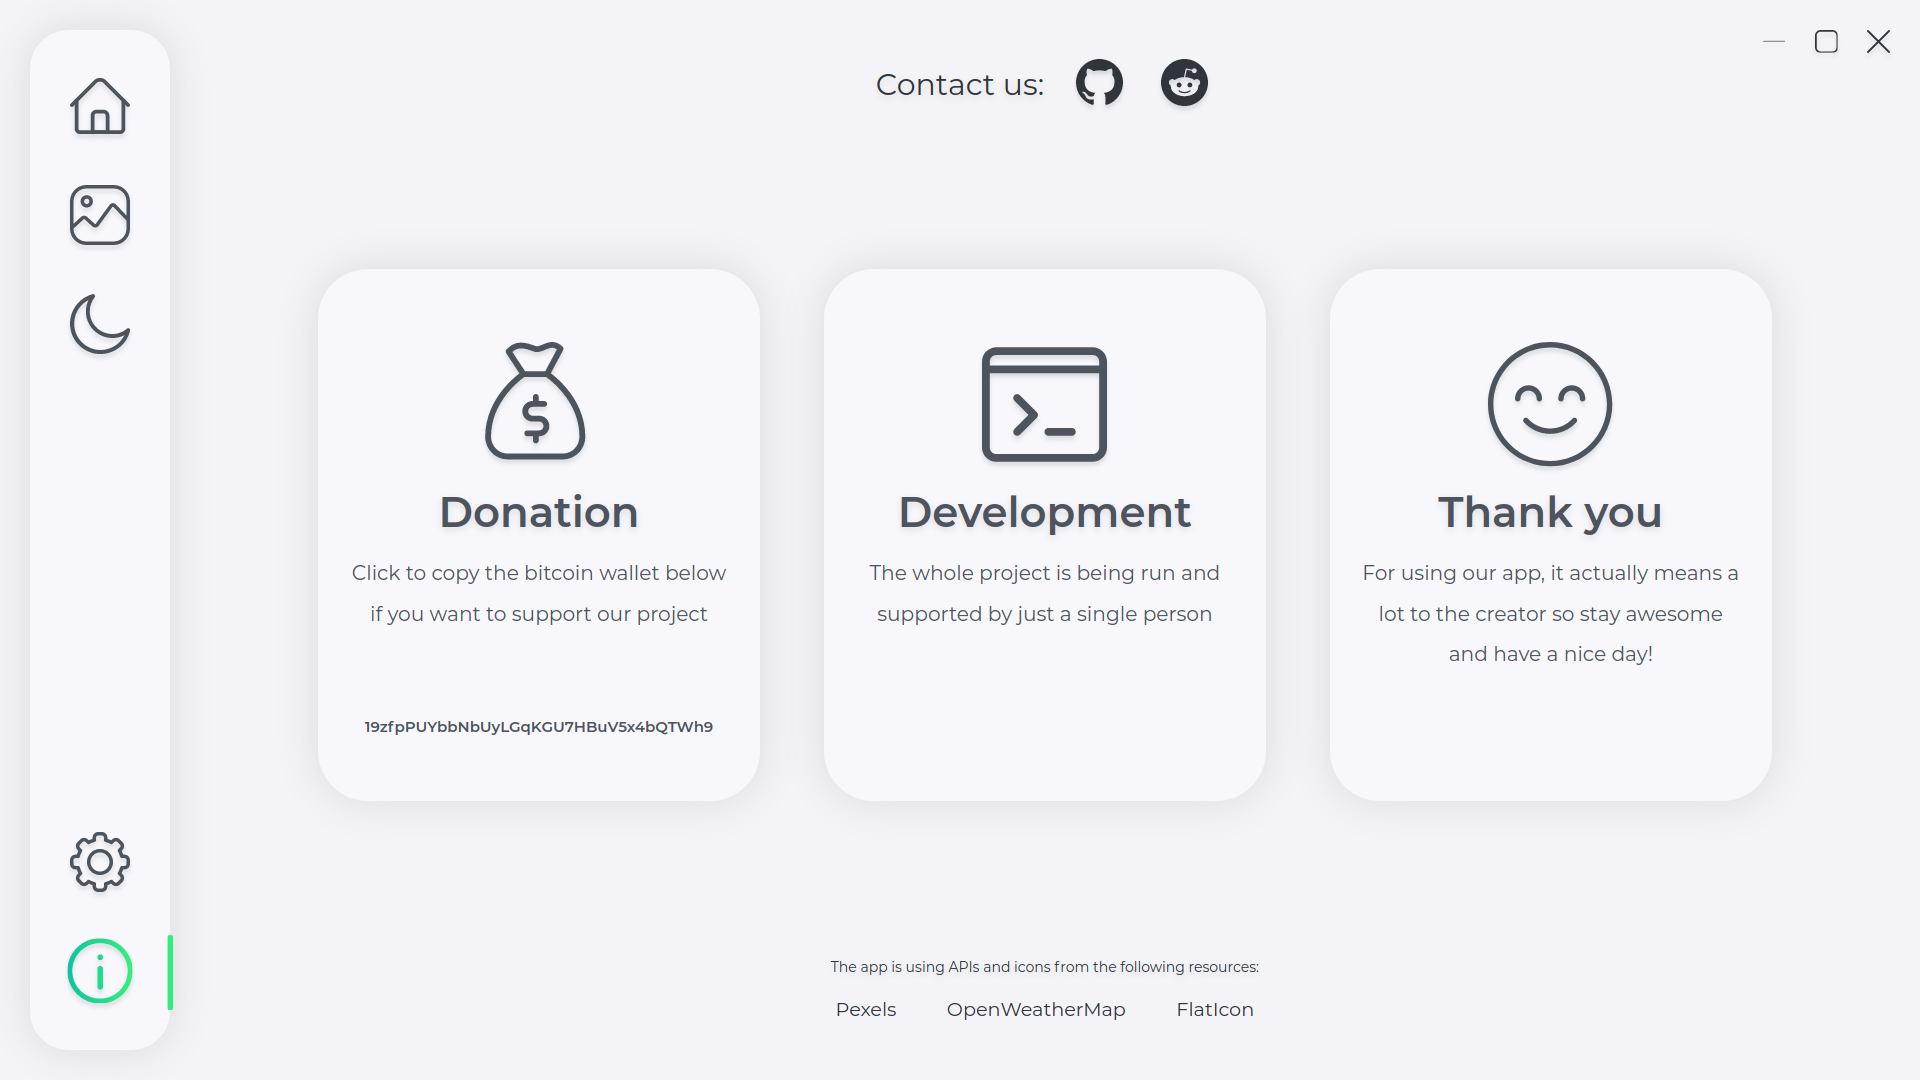 Contact us:
Donation
Click to copy the bitcoin wallet below
if you want to support our project
19zfpPUYbbNbUyLGqKGU7HBuV5x4bQTWh9
Development
The whole project is being run and
supported by just a single person
Thank you
For using our app, it actually means a
lot to the creator so stay awesome
and have a nice day!
The app is using APIs and icons from the following resources:
Pexels OpenWeatherMap FlatIcon